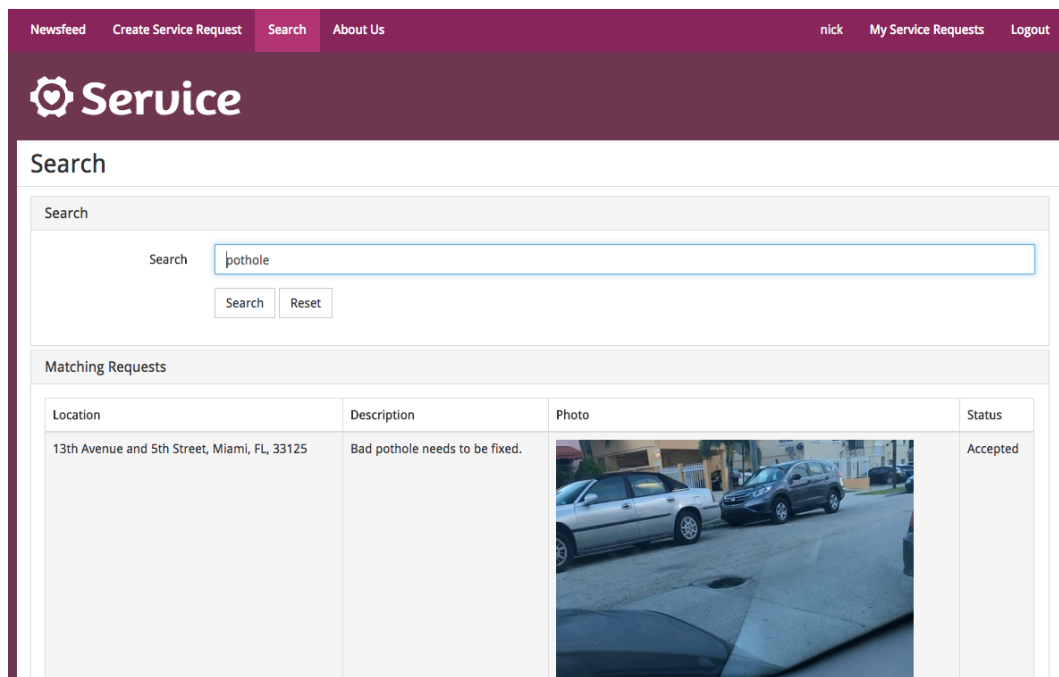 Newsfeed Create Service Request Search About Us nick My Service Requests Logout
Service
Search
Search
Search pothole
Search Reset
Matching Requests
Location Description Photo Status
13th Avenue and 5th Street, Miami, FL, 33125 Bad pothole needs to be fixed. Accepted